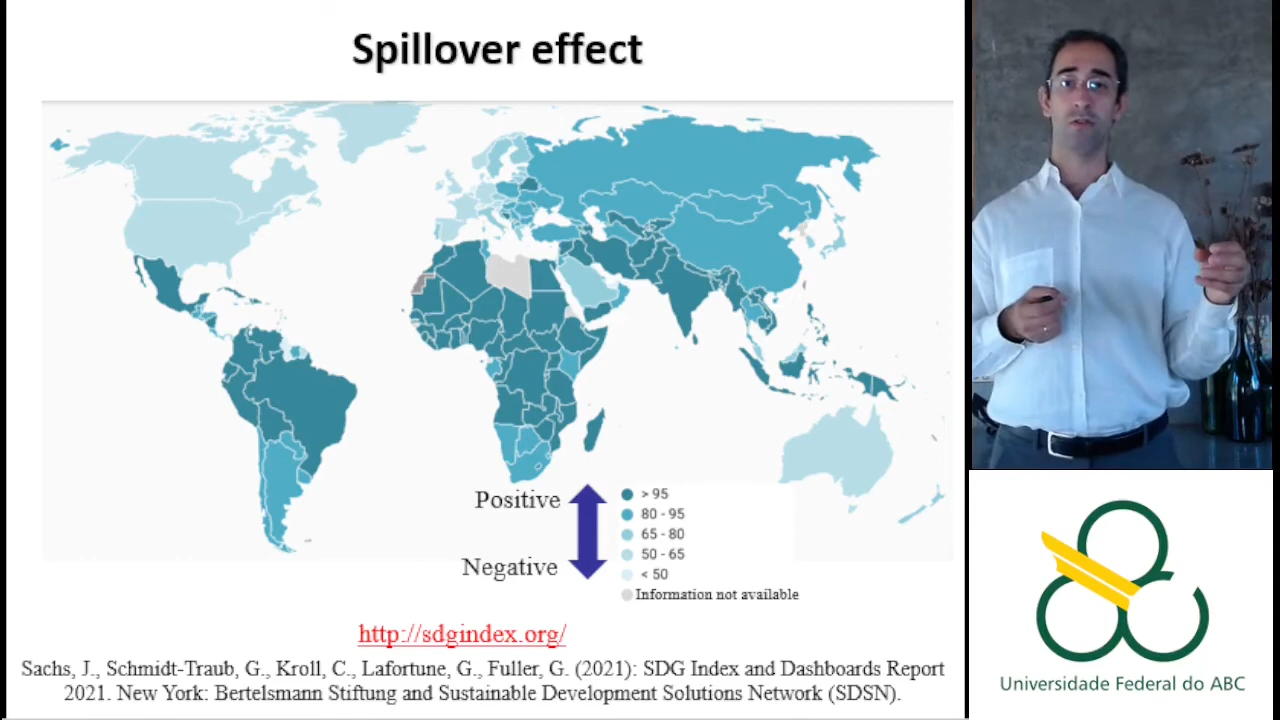 Spillover effect
Positive
Negative
> 95
80 - 95
65 - 80
50 - 65
< 50
Information not available
http://sdgindex.org/
Sachs, J., Schmidt-Traub, G., Kroll, C., Lafortune, G., Fuller, G. (2021): SDG Index and Dashboards Report
2021. New York: Bertelsmann Stiftung and Sustainable Development Solutions Network (SDSN).
Universidade Federal do ABC